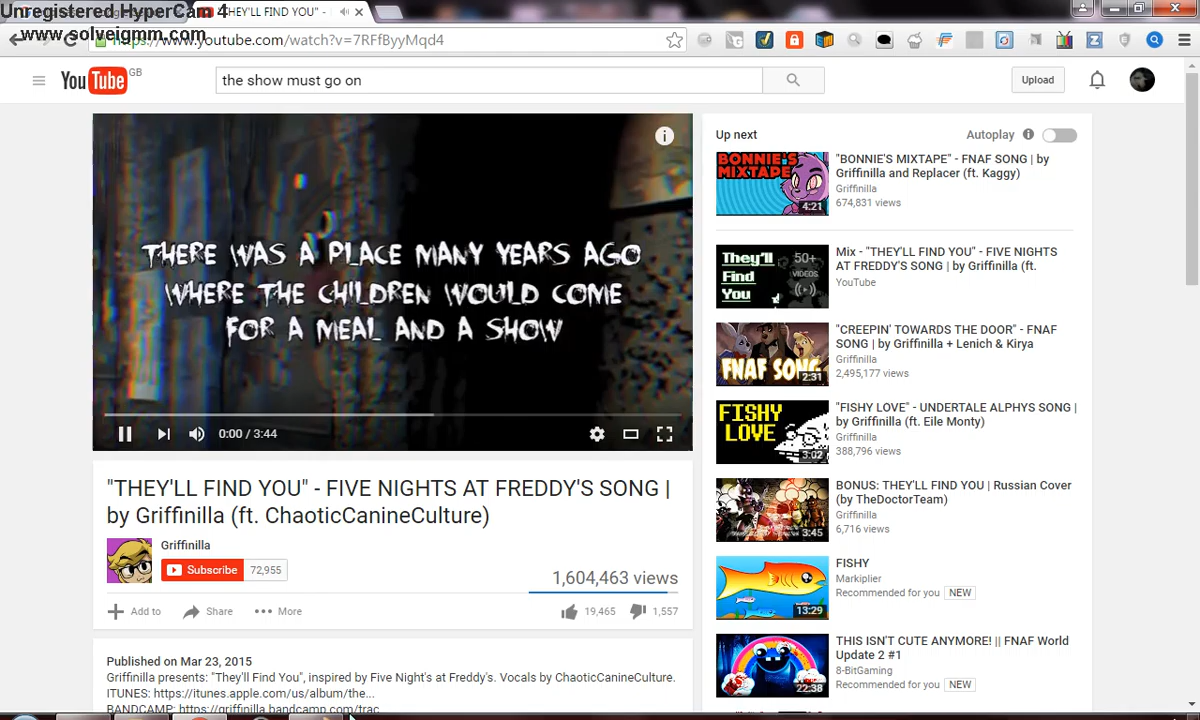 Unregistered HyperCam 4
www.solveigmm.com
THEY'LL FIND YOU" -
https://www.youtube.com/watch?v=7RFfByyMqd4
YouTube GB
the show must go on
Upload
THERE WAS A PLACE MANY YEARS AGO
WHERE THE CHILDREN WOULD COME
FOR A MEAL AND A SHOW
0:00 / 3:44
"THEY'LL FIND YOU" - FIVE NIGHTS AT FREDDY'S SONG |
by Griffinilla (ft. ChaoticCanineCulture)
Griffinilla
Subscribe 72,955
1,604,463 views
Add to Share More 19,465 1,557
Published on Mar 23, 2015
Griffinilla presents: "They'll Find You", inspired by Five Night's at Freddy's. Vocals by ChaoticCanineCulture.
ITUNES: https://itunes.apple.com/us/album/the...
BANDCAMP: https://griffinilla.bandcamp.com/trac
Up next Autoplay
BONNIE'S
MIXTAPE
4:21
"BONNIE'S MIXTAPE" - FNAF SONG | by
Griffinilla and Replacer (ft. Kaggy)
Griffinilla
674,831 views
They'll
Find
You
50+
VIDEOS
Mix - "THEY'LL FIND YOU" - FIVE NIGHTS
AT FREDDY'S SONG | by Griffinilla (ft.
YouTube
FNAF SONG
2:31
"CREEPIN' TOWARDS THE DOOR" - FNAF
SONG | by Griffinilla + Lenich & Kirya
Griffinilla
2,495,177 views
FISHY
LOVE
3:02
"FISHY LOVE" - UNDERTALE ALPHYS SONG |
by Griffinilla (ft. Eile Monty)
Griffinilla
388,796 views
3:45
BONUS: THEY'LL FIND YOU | Russian Cover
(by TheDoctorTeam)
Griffinilla
6,716 views
13:29
FISHY
Markiplier
Recommended for you NEW
22:38
THIS ISN'T CUTE ANYMORE! || FNAF World
Update 2 #1
8-BitGaming
Recommended for you NEW